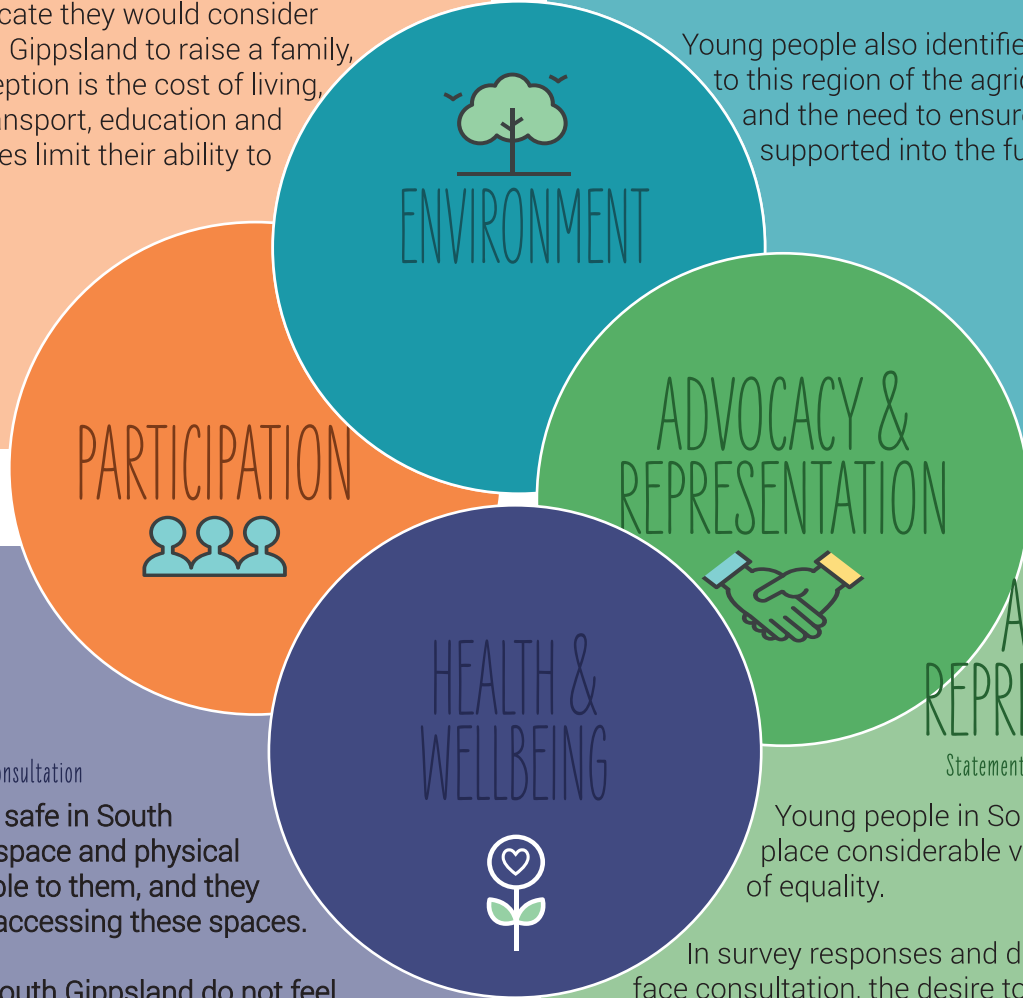 cate they would consider
Gippsland to raise a family,
eption is the cost of living,
ansport, education and
es limit their ability to
Young people also identifie
to this region of the agric
and the need to ensur
supported into the fu
ENVIRONMENT
PARTICIPATION
ADVOCACY &
REPRESENTATION
HEALTH &
WELLBEING
onsultation
safe in South
space and physical
ble to them, and they
accessing these spaces.
outh Gippsland do not feel
A
REPRE
Statement
Young people in So
place considerable v
of equality.
In survey responses and d
face consultation, the desire to